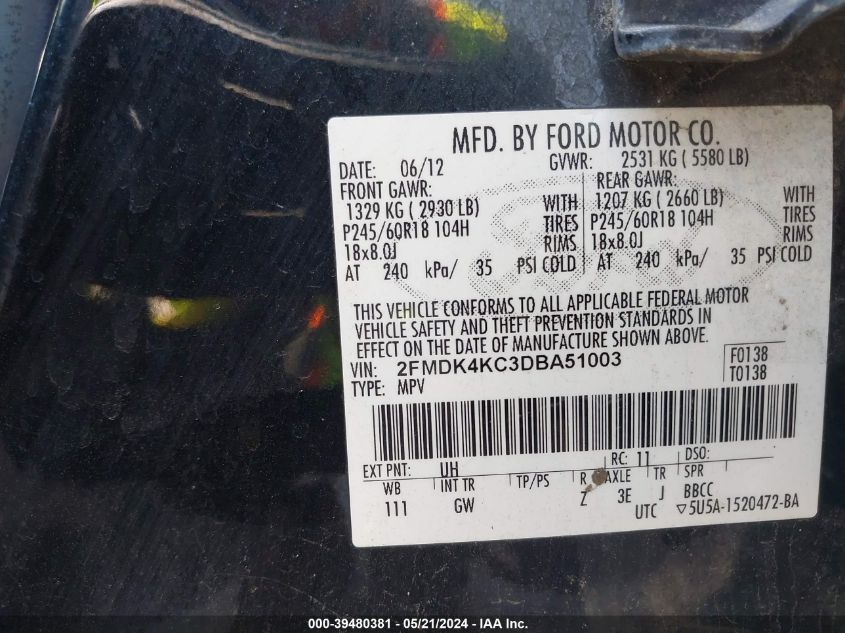 MFD. BY FORD MOTOR CO.
DATE: 06/12 GVWR: 2531 KG ( 5580 LB)
FRONT GAWR: REAR GAWR:
1329 KG ( 2930 LB) WITH 1207 KG ( 2660 LB) WITH
P245/60R18 104H TIRES P245/60R18 104H TIRES
18x8.0J RIMS 18x8.0J RIMS
AT 240 kPa/ 35 PSI COLD AT 240 kPa/ 35 PSI COLD
THIS VEHICLE CONFORMS TO ALL APPLICABLE FEDERAL MOTOR
VEHICLE SAFETY AND THEFT PREVENTION STANDARDS IN
EFFECT ON THE DATE OF MANUFACTURE SHOWN ABOVE.
VIN: 2FMDK4KC3DBA51003 F0138
TYPE: MPV T0138
EXT PNT: UH RC: 11 DSO:
WB INT TR TP/PS R AXLE TR SPR
111 GW Z 3E J BBCC
UTC ▽5U5A-1520472-BA
000-39480381 - 05/21/2024 - IAA Inc.